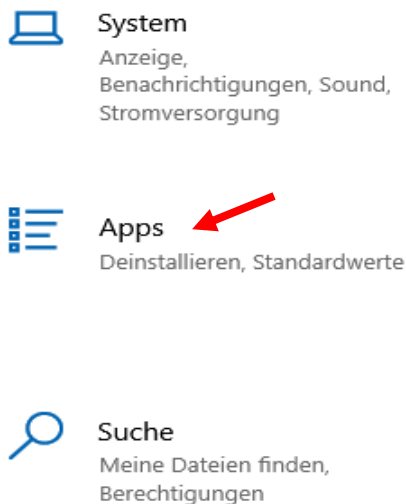 System
Anzeige,
Benachrichtigungen, Sound,
Stromversorgung
Apps
Deinstallieren, Standardwerte
Suche
Meine Dateien finden,
Berechtigungen